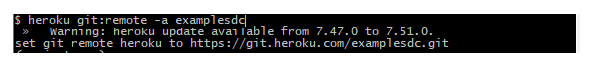 $ heroku git:remote -a examplesdc
» Warning: heroku update available from 7.47.0 to 7.51.0.
set git remote heroku to https://git.heroku.com/examplesdc.git